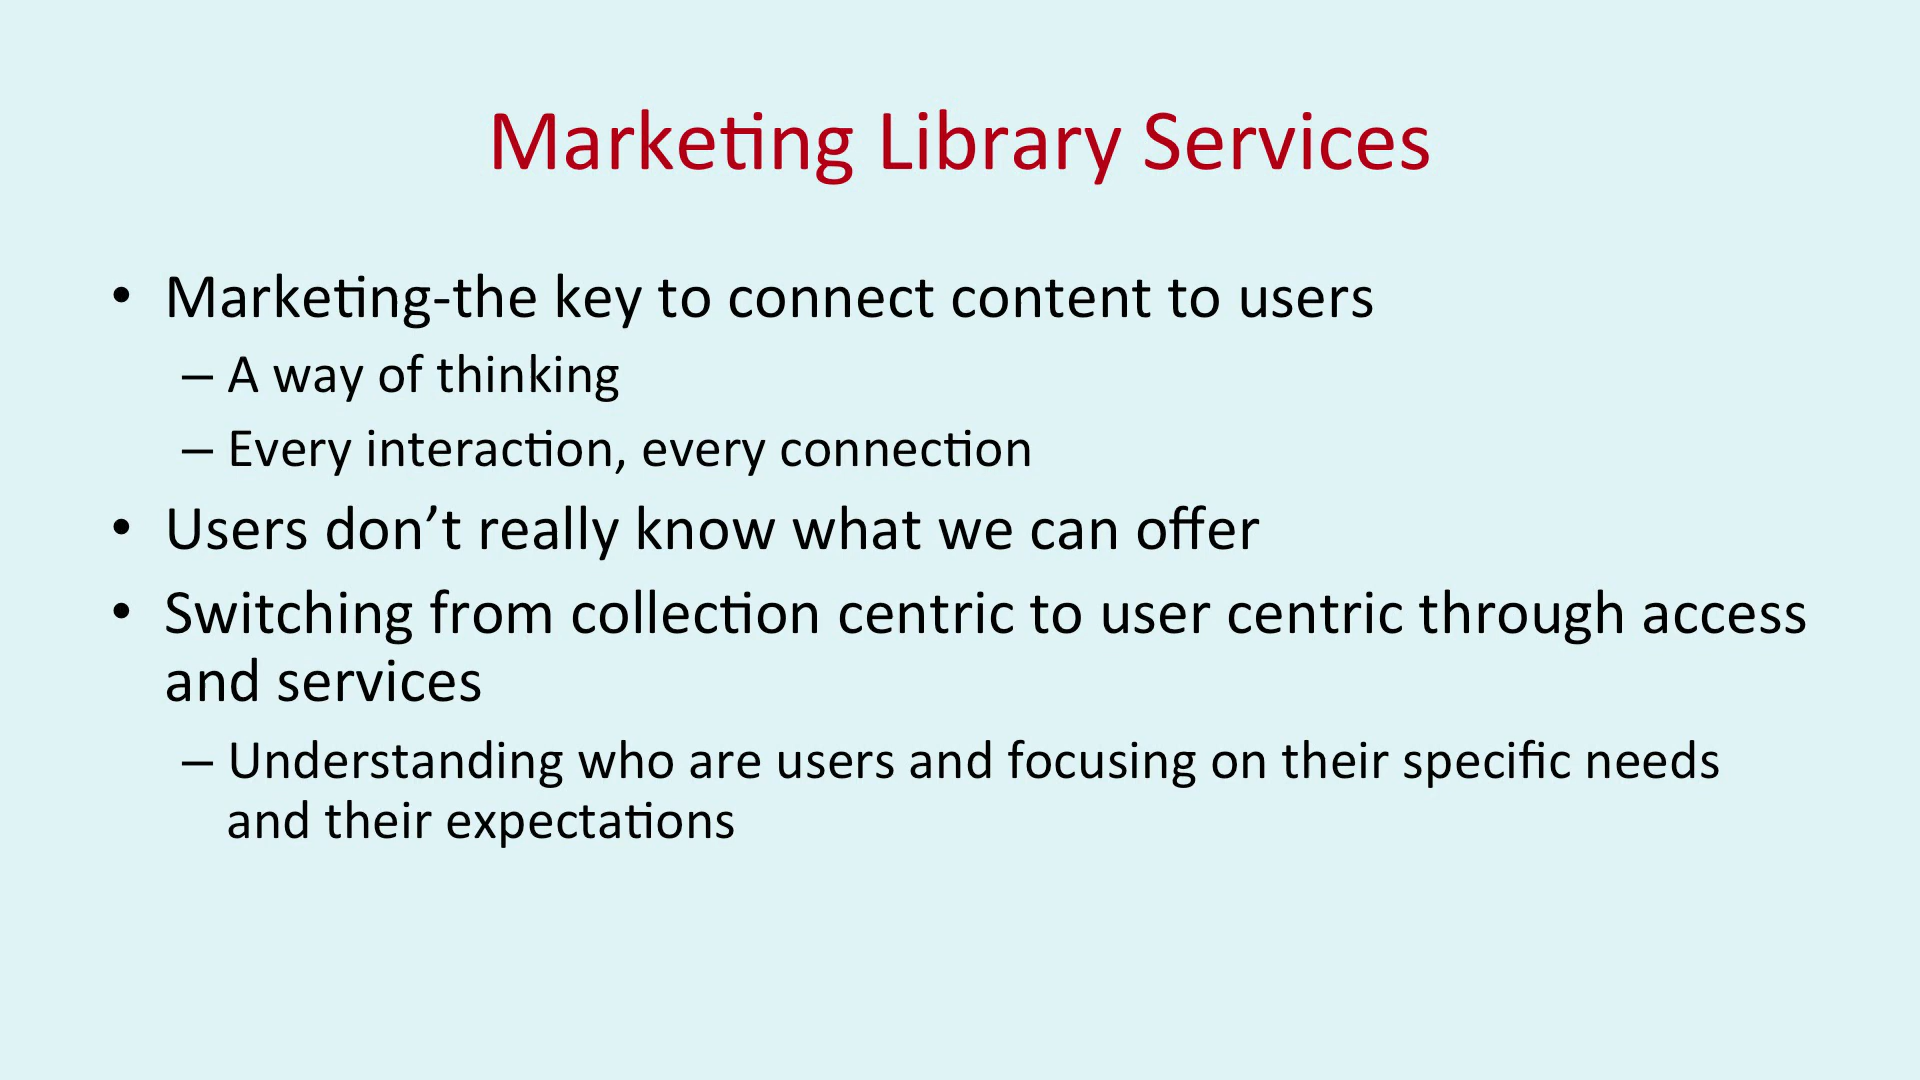 Marketing Library Services
• Marketing-the key to connect content to users
– A way of thinking
– Every interaction, every connection
• Users don’t really know what we can offer
• Switching from collection centric to user centric through access
and services
– Understanding who are users and focusing on their specific needs
and their expectations